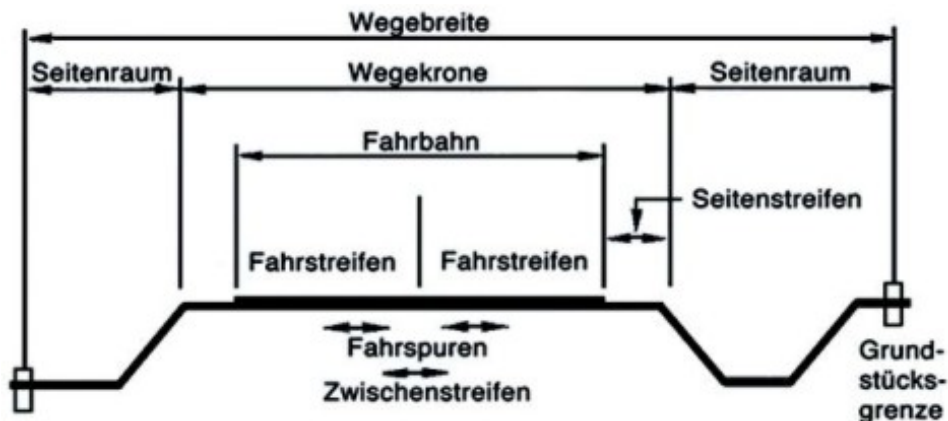 Wegebreite
Seitenraum Wegekrone Seitenraum
Fahrbahn
Seitenstreifen
Fahrstreifen Fahrstreifen
Fahrspuren
Zwischenstreifen
Grund-
stücks-
grenze